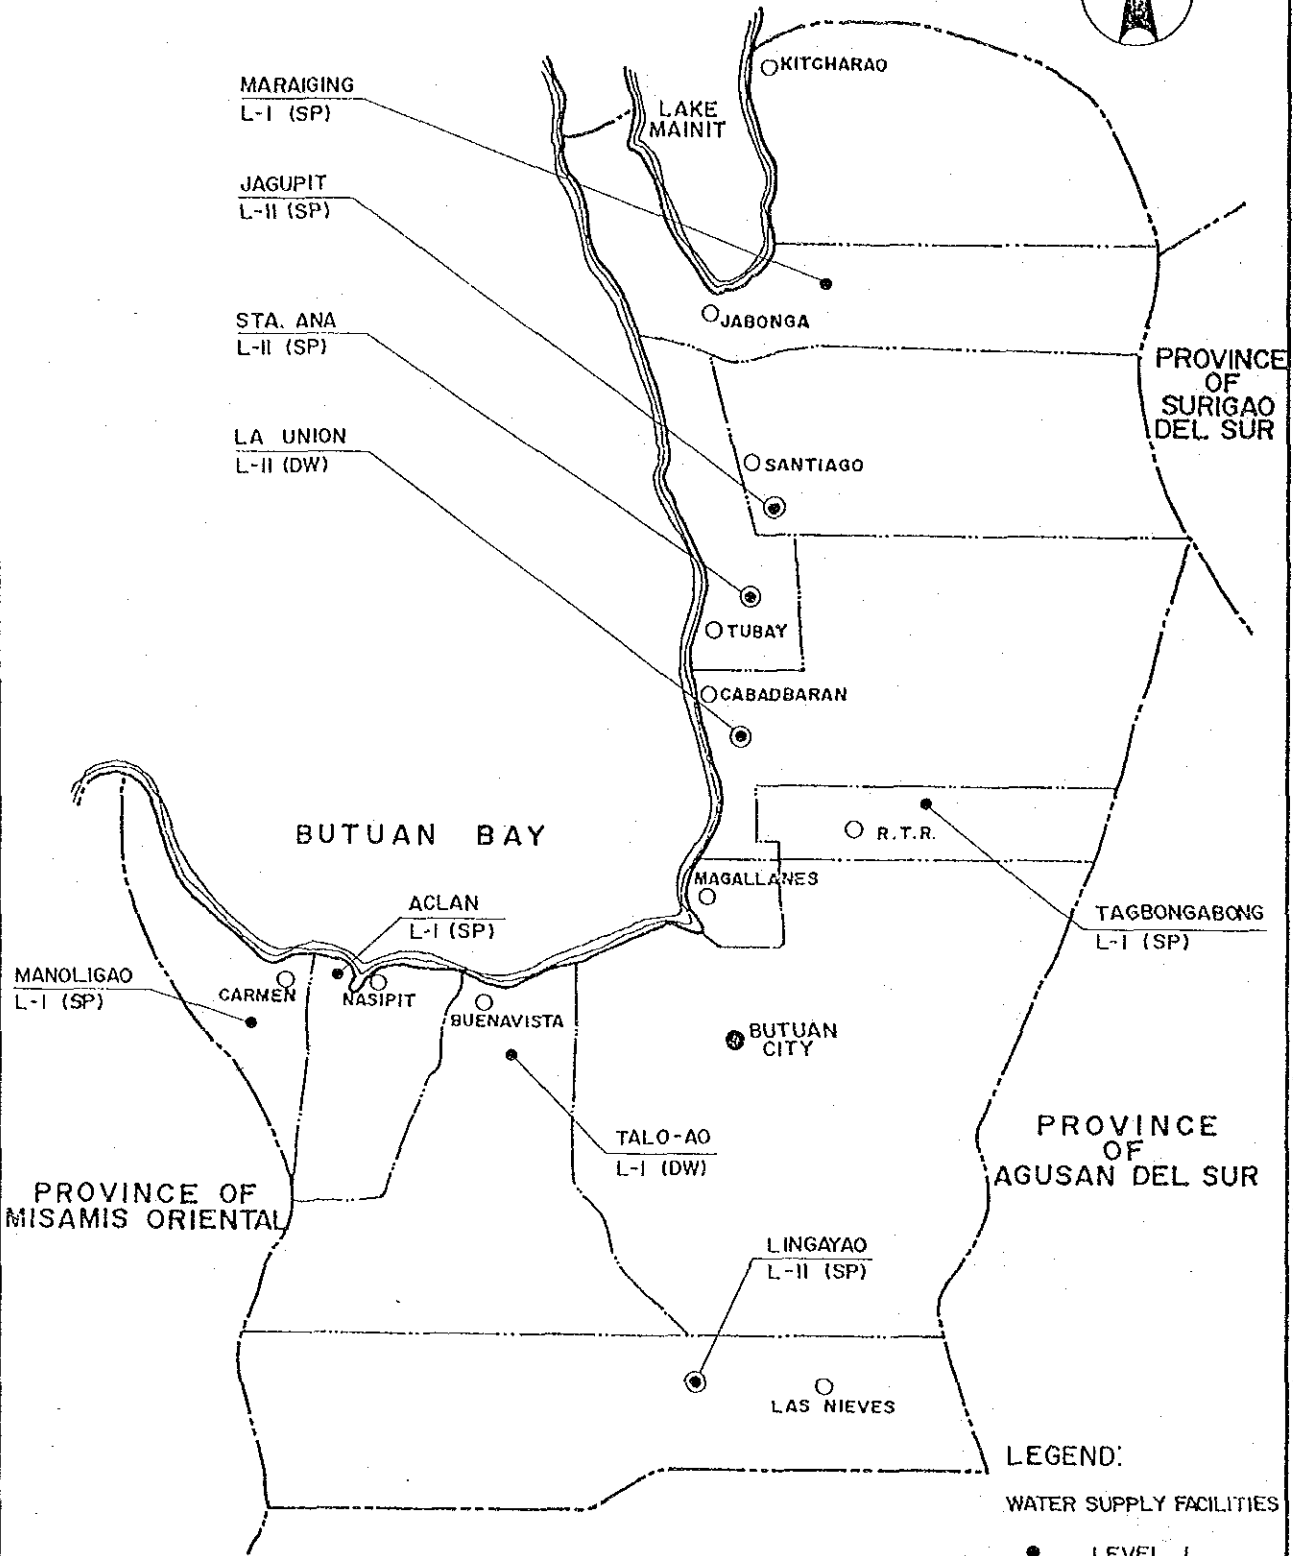 KITCHARAO
MARAIGING
L-I (SP)
LAKE
MAINIT
JAGUPIT
L-II (SP)
STA. ANA
L-II (SP)
JABONGA
PROVINCE
OF
SURIGAO
DEL SUR
LA UNION
L-II (DW)
SANTIAGO
TUBAY
CABADBARAN
BUTUAN BAY
R.T.R.
MAGALLANES
ACLAN
L-I (SP)
TAGBONGABONG
L-I (SP)
MANOLIGAO
L-I (SP)
CARMEN
NASIPIT
BUENAVISTA
BUTUAN
CITY
TALO-AO
L-I (DW)
PROVINCE
OF
AGUSAN DEL SUR
PROVINCE OF
MISAMIS ORIENTAL
LINGAYAO
L-II (SP)
LAS NIEVES
LEGEND:
WATER SUPPLY FACILITIES
LEVEL I